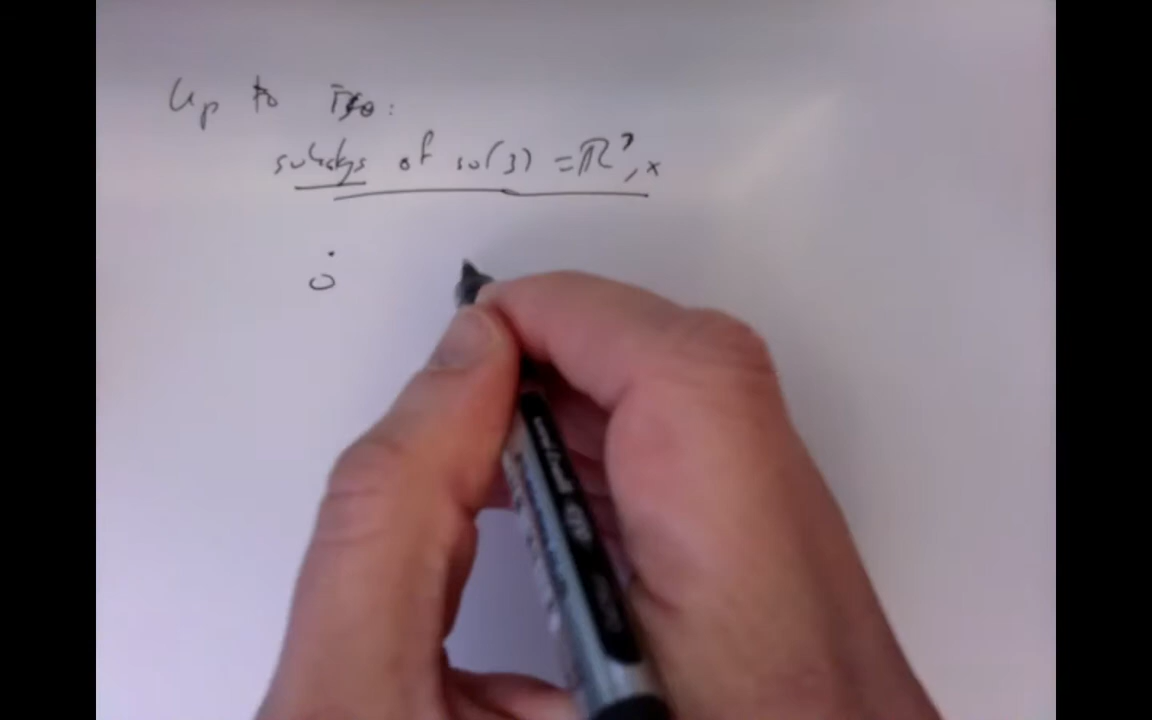 Up to iso:
subalgs of so(3) = ℝ³, ×
0